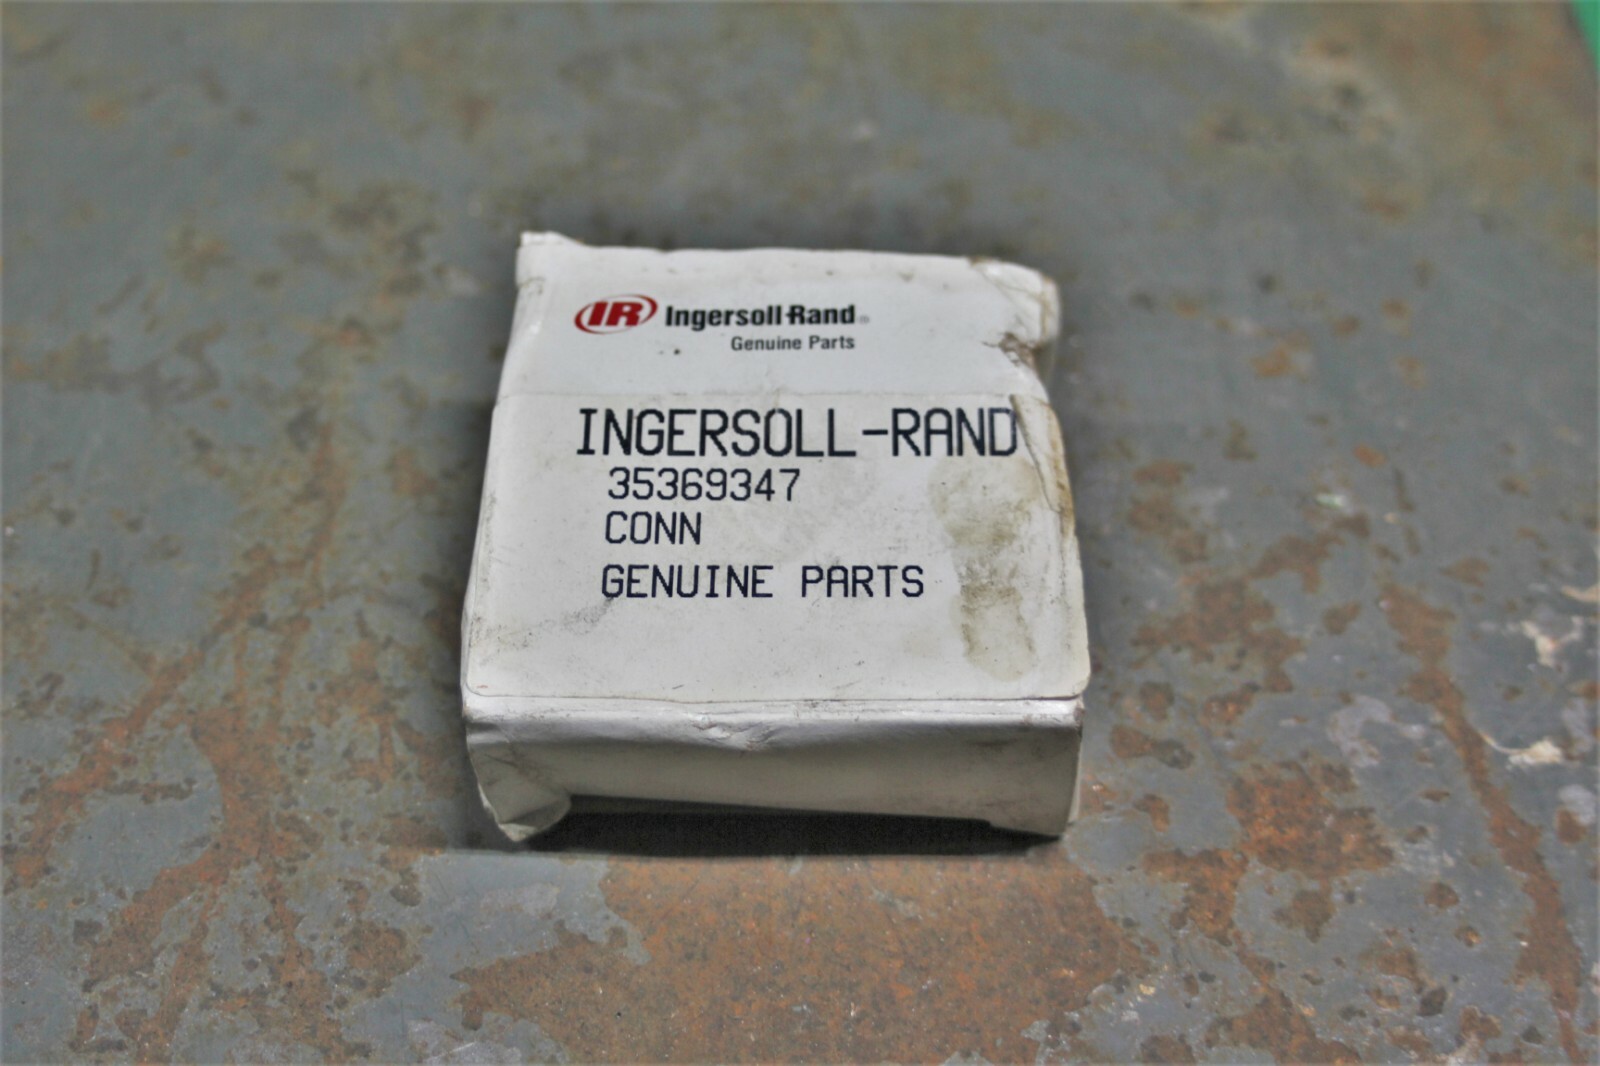 IR Ingersoll-Rand®
Genuine Parts
INGERSOLL-RAND
35369347
CONN
GENUINE PARTS